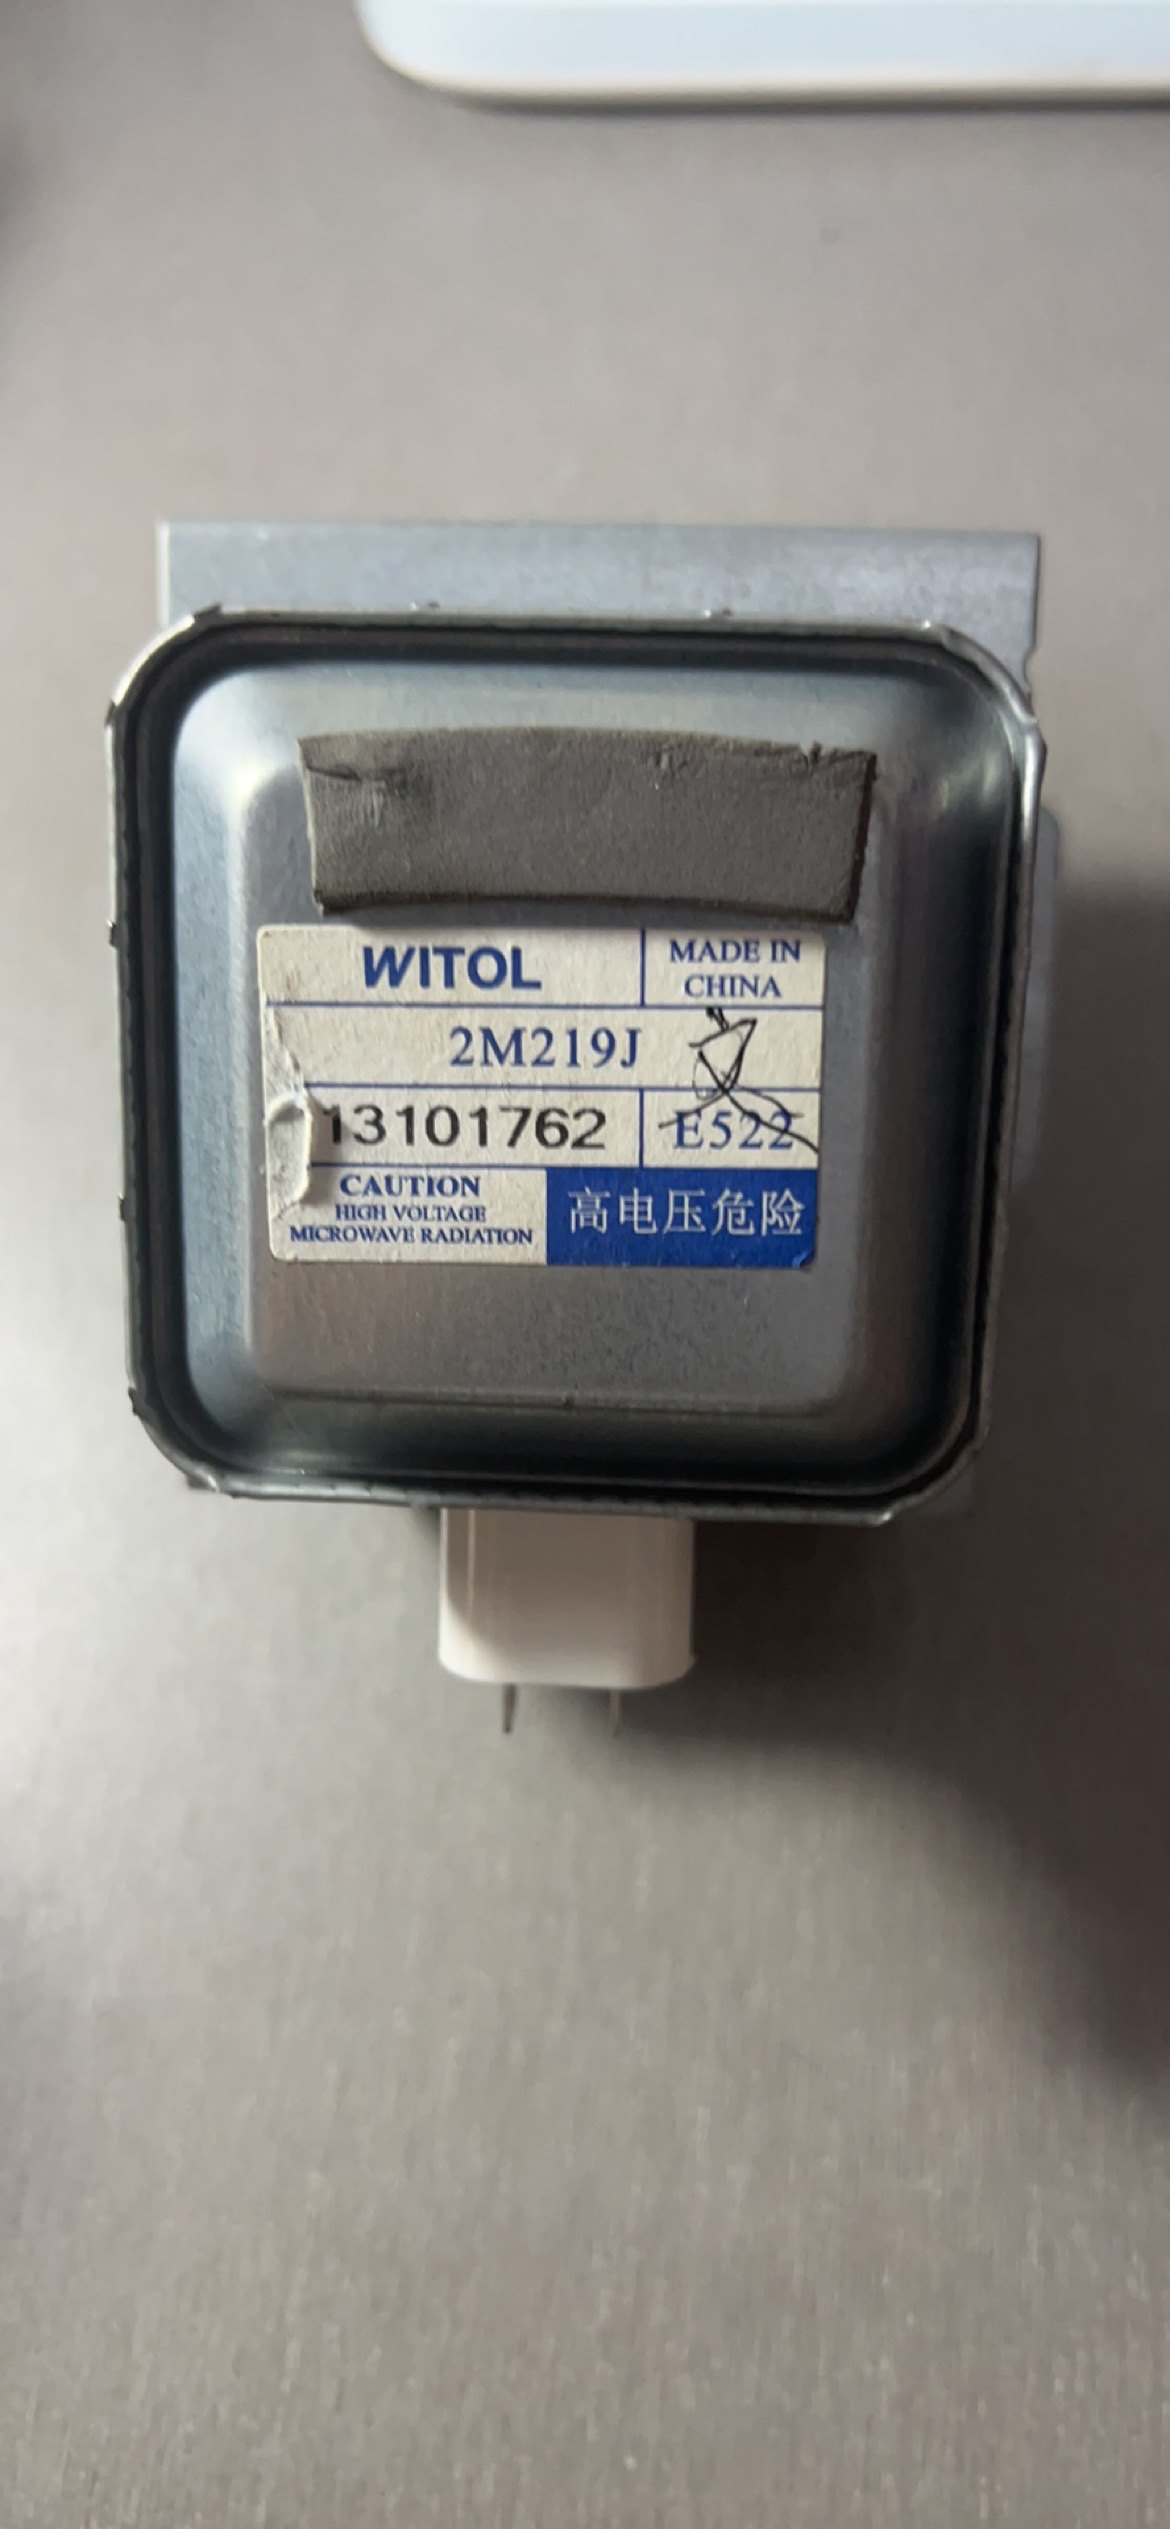 WITOL
MADE IN
CHINA
2M219J
13101762
E522
CAUTION
HIGH VOLTAGE
MICROWAVE RADIATION
高电压危险